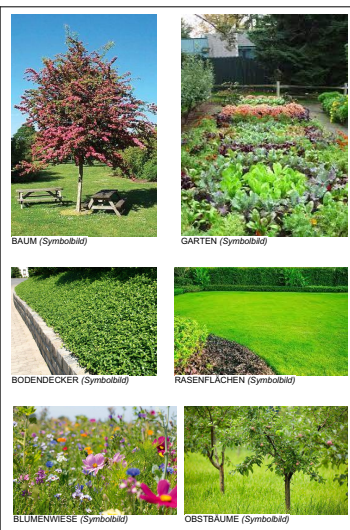 BAUM (Symbolbild)
GARTEN (Symbolbild)
BODENDECKER (Symbolbild)
RASENFLÄCHEN (Symbolbild)
BLUMENWIESE (Symbolbild)
OBSTBÄUME (Symbolbild)